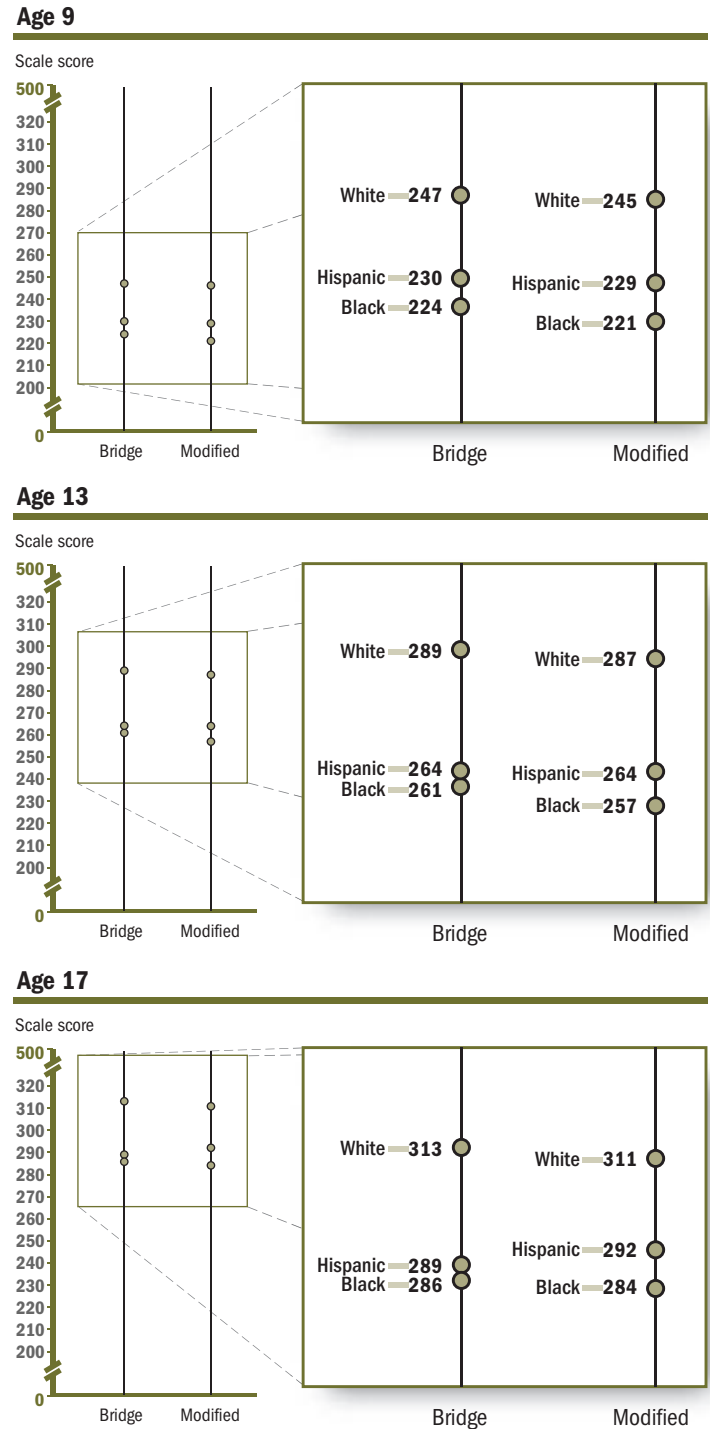 Age 9
Scale score
500
320
310
300
290
280
270
260
250
240
230
220
210
200
0
Bridge Modified
White 247
Hispanic 230
Black 224
White 245
Hispanic 229
Black 221
Bridge Modified
Age 13
Scale score
500
320
310
300
290
280
270
260
250
240
230
220
210
200
0
Bridge Modified
White 289
Hispanic 264
Black 261
White 287
Hispanic 264
Black 257
Bridge Modified
Age 17
Scale score
500
320
310
300
290
280
270
260
250
240
230
220
210
200
0
Bridge Modified
White 313
Hispanic 289
Black 286
White 311
Hispanic 292
Black 284
Bridge Modified